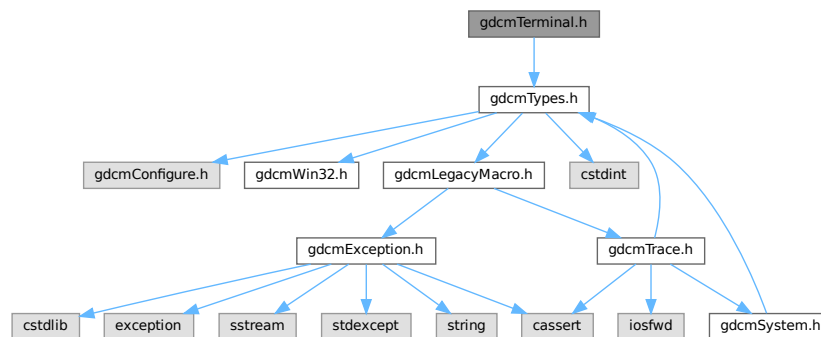 gdcmTerminal.h
gdcmTypes.h
gdcmConfigure.h
gdcmWin32.h
gdcmLegacyMacro.h
cstdint
gdcmException.h
gdcmTrace.h
cstdlib
exception
sstream
stdexcept
string
cassert
iosfwd
gdcmSystem.h